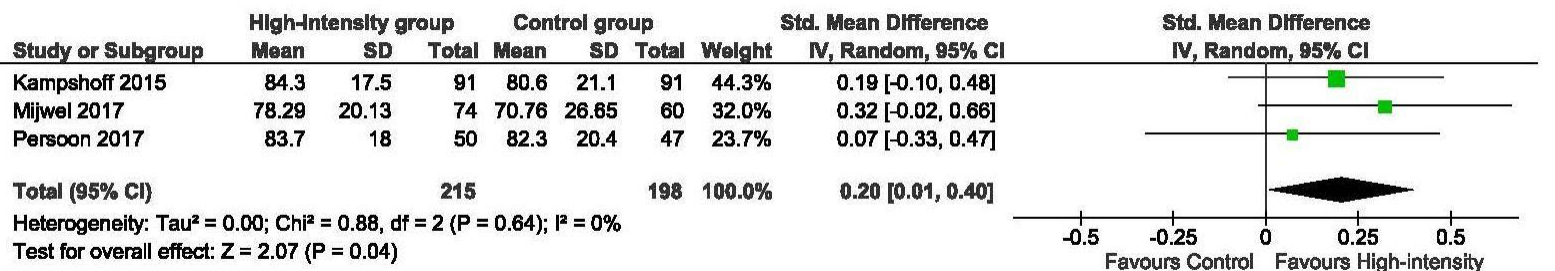 High-intensity group Control group Std. Mean Difference Std. Mean Difference
Study or Subgroup Mean SD Total Mean SD Total Weight IV, Random, 95% CI IV, Random, 95% CI
Kampshoff 2015 84.3 17.5 91 80.6 21.1 91 44.3% 0.19 [-0.10, 0.48]
Mijwel 2017 78.29 20.13 74 70.76 26.65 60 32.0% 0.32 [-0.02, 0.66]
Persoon 2017 83.7 18 50 82.3 20.4 47 23.7% 0.07 [-0.33, 0.47]
Total (95% CI) 215 198 100.0% 0.20 [0.01, 0.40]
Heterogeneity: Tau² = 0.00; Chi² = 0.88, df = 2 (P = 0.64); I² = 0%
Test for overall effect: Z = 2.07 (P = 0.04)
-0.5 -0.25 0 0.25 0.5
Favours Control Favours High-intensity